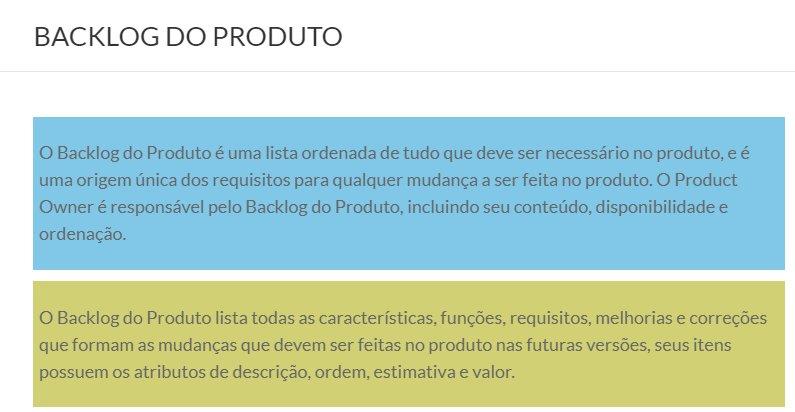 BACKLOG DO PRODUTO
O Backlog do Produto é uma lista ordenada de tudo que deve ser necessário no produto, e é
uma origem única dos requisitos para qualquer mudança a ser feita no produto. O Product
Owner é responsável pelo Backlog do Produto, incluindo seu conteúdo, disponibilidade e
ordenação.
O Backlog do Produto lista todas as características, funções, requisitos, melhorias e correções
que formam as mudanças que devem ser feitas no produto nas futuras versões, seus itens
possuem os atributos de descrição, ordem, estimativa e valor.